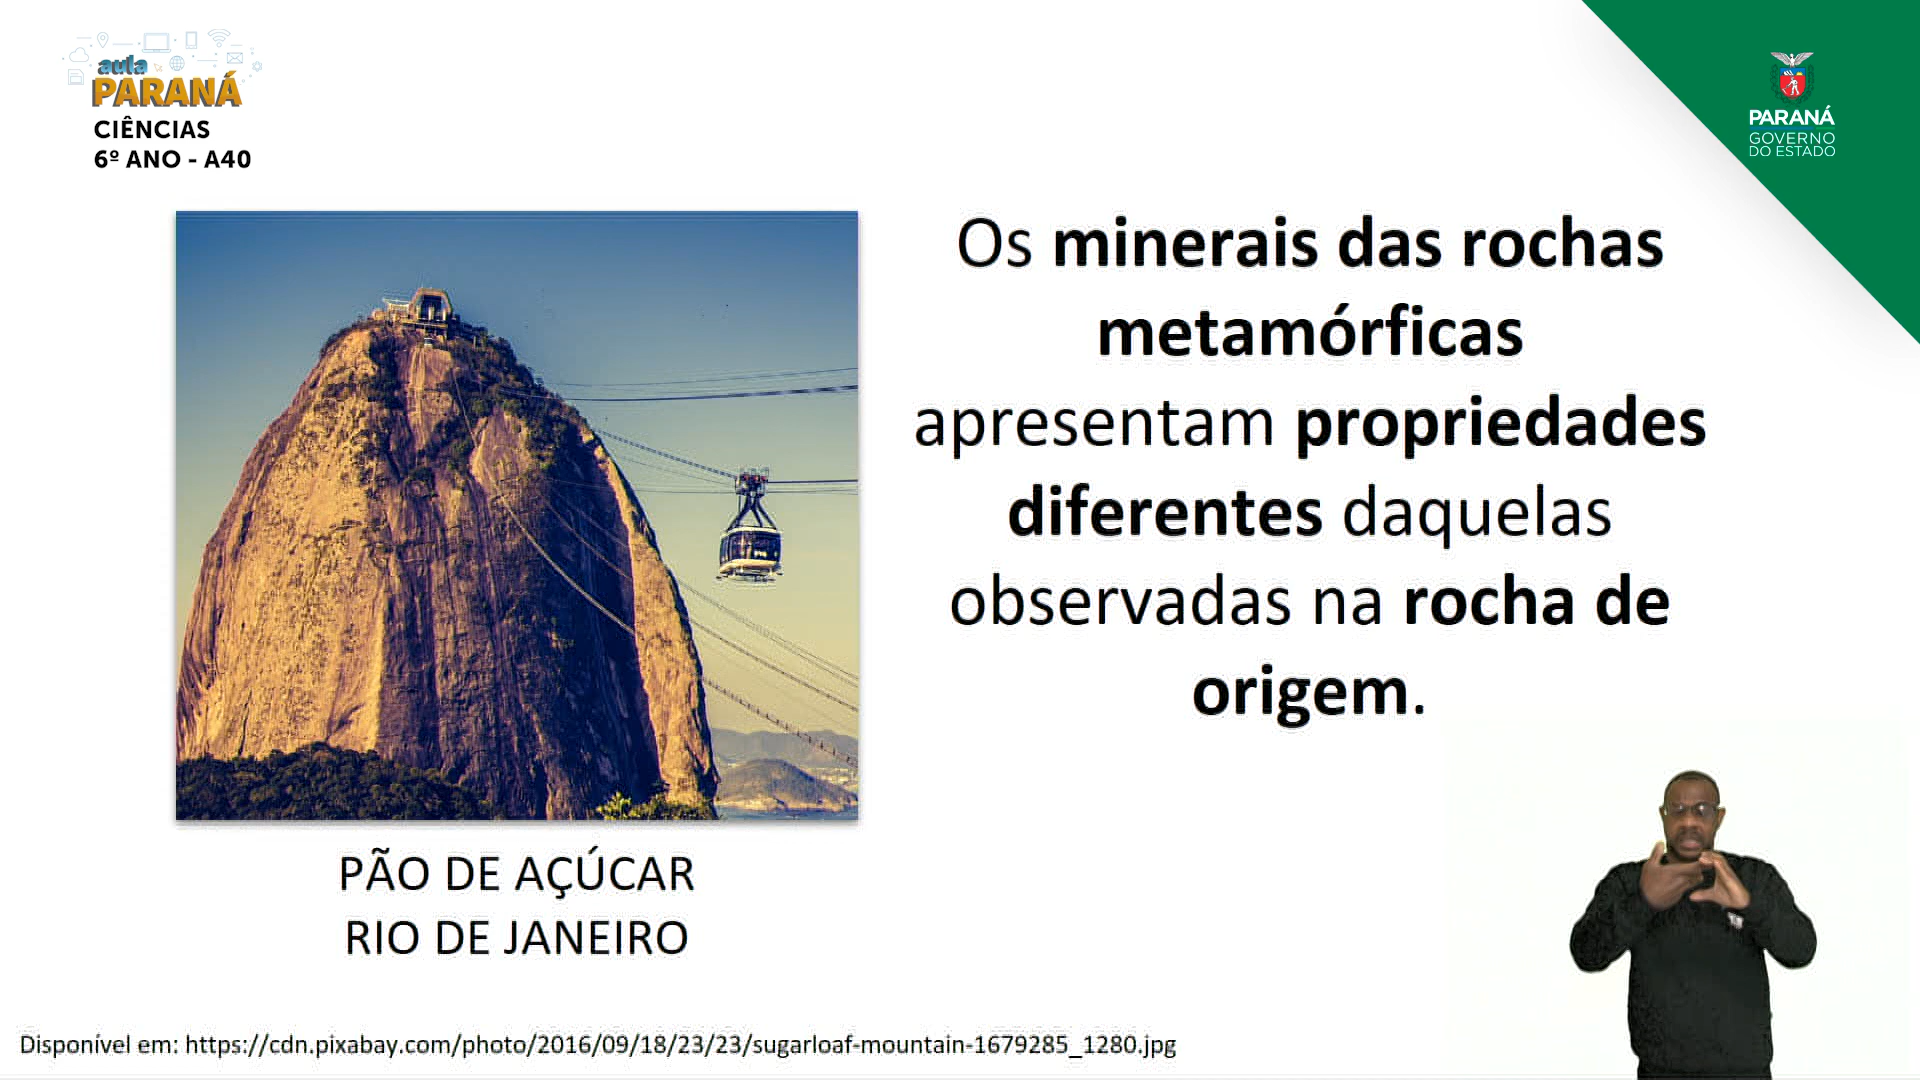 aula
PARANÁ
CIÊNCIAS
6º ANO - A40
PARANÁ
GOVERNO
DO ESTADO
Os minerais das rochas
metamórficas
apresentam propriedades
diferentes daquelas
observadas na rocha de
origem.
PÃO DE AÇÚCAR
RIO DE JANEIRO
Disponível em: https://cdn.pixabay.com/photo/2016/09/18/23/23/sugarloaf-mountain-1679285_1280.jpg